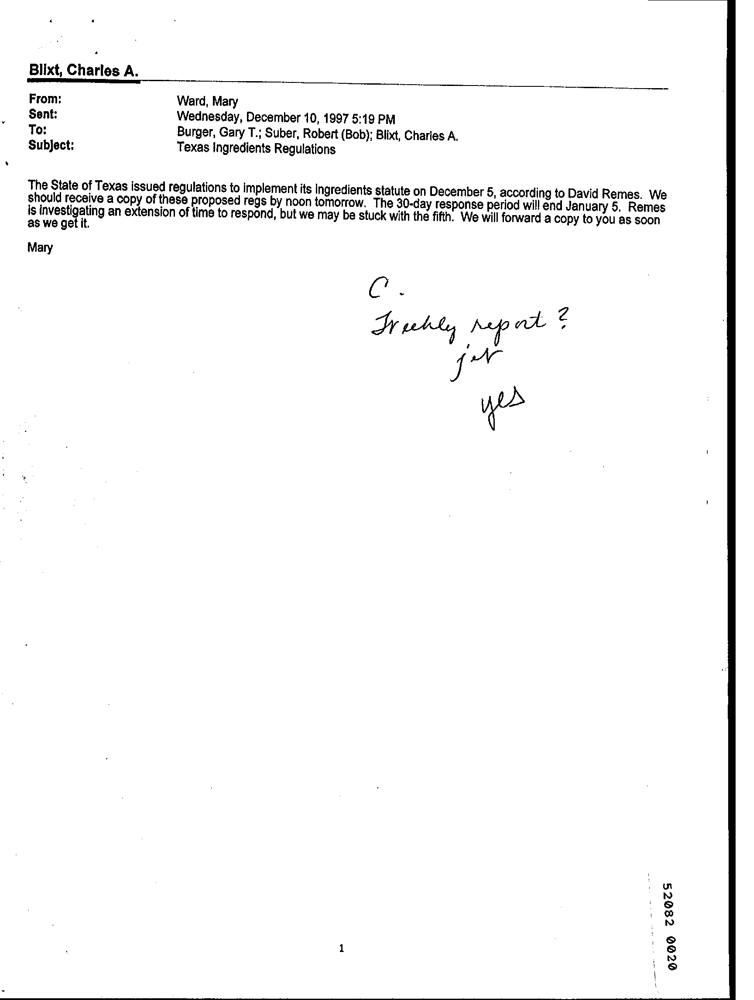 Blixt, Charles A.
From: Ward, Mary
Sent: Wednesday, December 10, 1997 5:19 PM
To: Burger, Gary T.; Suber, Robert (Bob); Blixt, Charles A.
Subject: Texas Ingredients Regulations
The State of Texas issued regulations to implement its ingredients statute on December 5, according to David Remes. We
should receive a copy of these proposed regs by noon tomorrow. The 30-day response period will end January 5. Remes
is investigating an extension of time to respond, but we may be stuck with the fifth. We will forward a copy to you as soon
as we get it.
Mary
C.
Weekly report?
yes
1
52082 0020